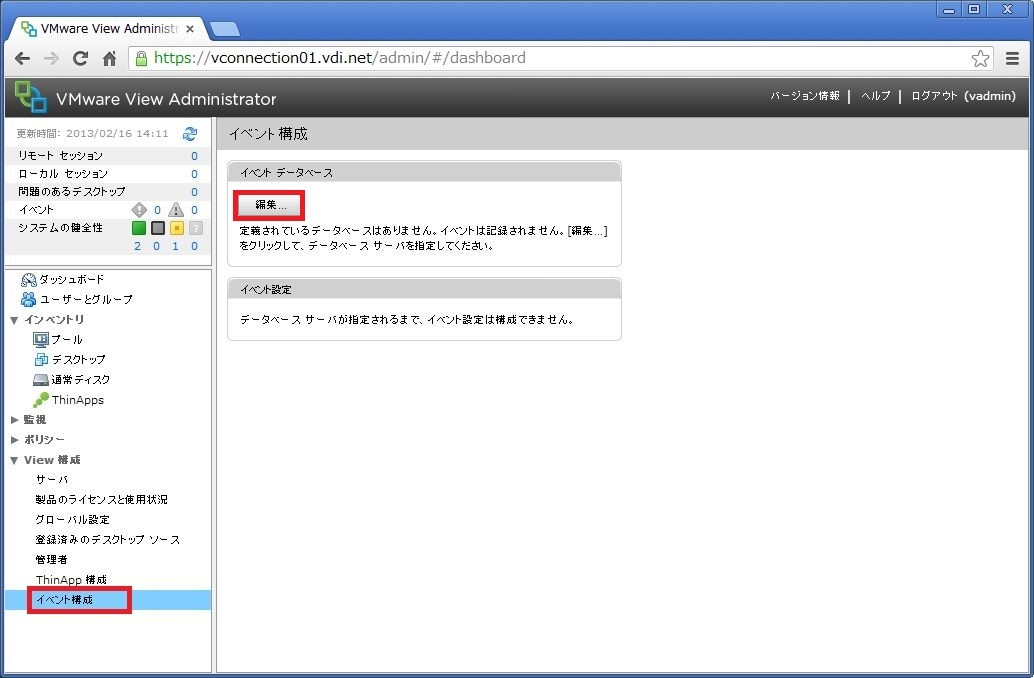 VMware View Administr
https://vconnection01.vdi.net/admin/#/dashboard
VMware View Administrator
バージョン情報 | ヘルプ | ログアウト (vadmin)
更新時間: 2013/02/16 14:11
リモート セッション 0
ローカル セッション 0
問題のあるデスクトップ 0
イベント 0 0
システムの健全性
2 0 1 0
ダッシュボード
ユーザーとグループ
インベントリ
プール
デスクトップ
通常ディスク
ThinApps
監視
ポリシー
View 構成
サーバ
製品のライセンスと使用状況
グローバル設定
登録済みのデスクトップ ソース
管理者
ThinApp 構成
イベント構成
イベント構成
イベント データベース
編集...
定義されているデータベースはありません。イベントは記録されません。[編集...]
をクリックして、データベース サーバを指定してください。
イベント設定
データベース サーバが指定されるまで、イベント設定は構成できません。